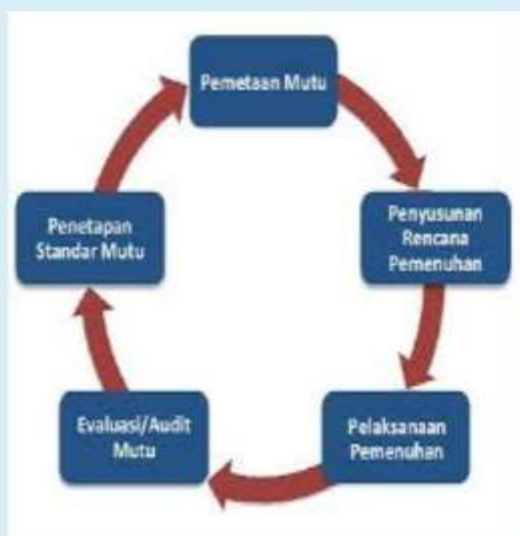 Pemetaan Mutu
Penyusunan
Rencana
Pemenuhan
Pelaksanaan
Pemenuhan
Evaluasi/Audit
Mutu
Penetapan
Standar Mutu